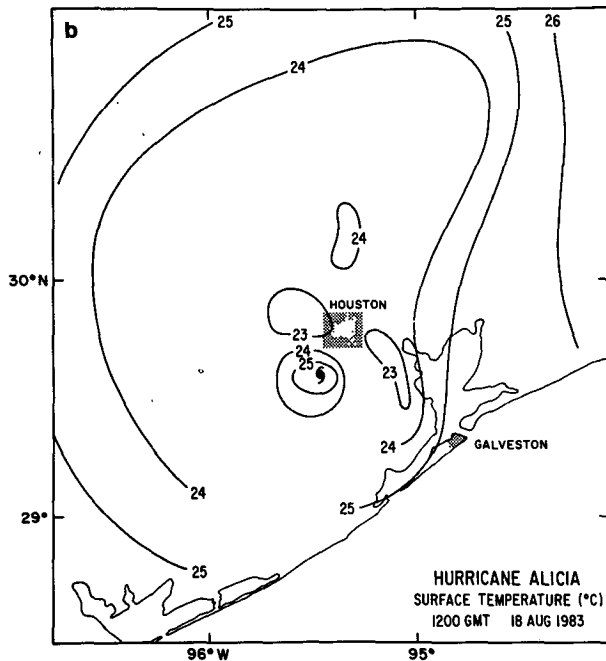 b
25
25
26
24
24
30°N
HOUSTON
23
24
25
23
24
GALVESTON
24
25
29°
25
HURRICANE ALICIA
SURFACE TEMPERATURE (°C)
1200 GMT 18 AUG 1983
96°W
95°